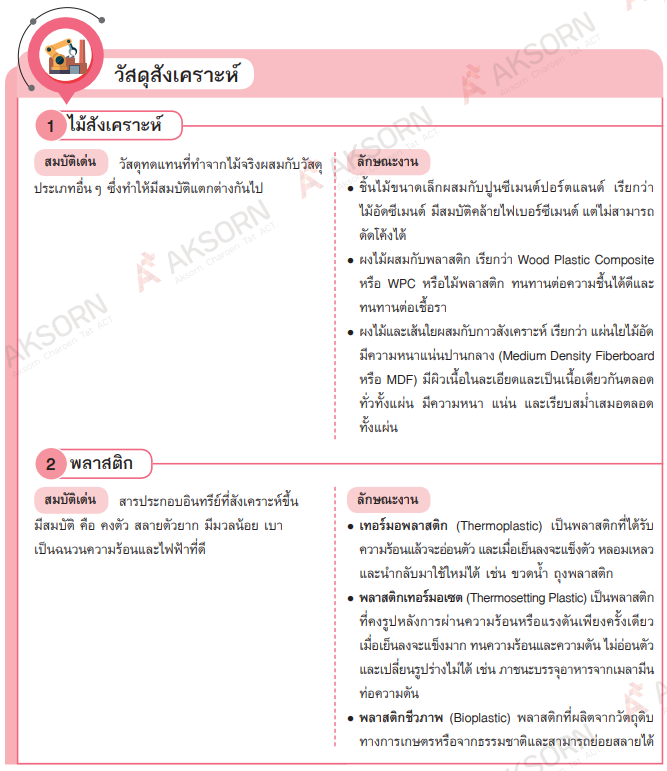 วัสดุสังเคราะห์
1 ไม้สังเคราะห์
สมบัติเด่น วัสดุทดแทนที่ทำจากไม้จริงผสมกับวัสดุ
ประเภทอื่น ๆ ซึ่งทำให้มีสมบัติแตกต่างกันไป
ลักษณะงาน
● ชิ้นไม้ขนาดเล็กผสมกับปูนซีเมนต์ปอร์ตแลนด์ เรียกว่า
ไม้อัดซีเมนต์ มีสมบัติคล้ายไฟเบอร์ซีเมนต์ แต่ไม่สามารถ
ดัดโค้งได้
● ผงไม้ผสมกับพลาสติก เรียกว่า Wood Plastic Composite
หรือ WPC หรือไม้พลาสติก ทนทานต่อความชื้นได้ดีและ
ทนทานต่อเชื้อรา
● ผงไม้และเส้นใยผสมกับกาวสังเคราะห์ เรียกว่า แผ่นใยไม้อัด
มีความหนาแน่นปานกลาง (Medium Density Fiberboard
หรือ MDF) มีผิวเนื้อในละเอียดและเป็นเนื้อเดียวกันตลอด
ทั่วทั้งแผ่น มีความหนา แน่น และเรียบสม่ำเสมอตลอด
ทั้งแผ่น
2 พลาสติก
สมบัติเด่น สารประกอบอินทรีย์ที่สังเคราะห์ขึ้น
มีสมบัติ คือ คงตัว สลายตัวยาก มีมวลน้อย เบา
เป็นฉนวนความร้อนและไฟฟ้าที่ดี
ลักษณะงาน
● เทอร์มอพลาสติก (Thermoplastic) เป็นพลาสติกที่ได้รับ
ความร้อนแล้วจะอ่อนตัว และเมื่อเย็นลงจะแข็งตัว หลอมเหลว
และนำกลับมาใช้ใหม่ได้ เช่น ขวดน้ำ ถุงพลาสติก
● พลาสติกเทอร์มอเซต (Thermosetting Plastic) เป็นพลาสติก
ที่คงรูปหลังการผ่านความร้อนหรือแรงดันเพียงครั้งเดียว
เมื่อเย็นลงจะแข็งมาก ทนความร้อนและความดัน ไม่อ่อนตัว
และเปลี่ยนรูปร่างไม่ได้ เช่น ภาชนะบรรจุอาหารจากเมลามีน
ท่อความดัน
● พลาสติกชีวภาพ (Bioplastic) พลาสติกที่ผลิตจากวัตถุดิบ
ทางการเกษตรหรือจากธรรมชาติและสามารถย่อยสลายได้
AKSORN
Aksorn Charoen Tat ACT
AKSORN
Aksorn Charoen Tat ACT
AKSORN
Aksorn Charoen Tat ACT
AKSORN
Aksorn Charoen Tat ACT
AKSORN